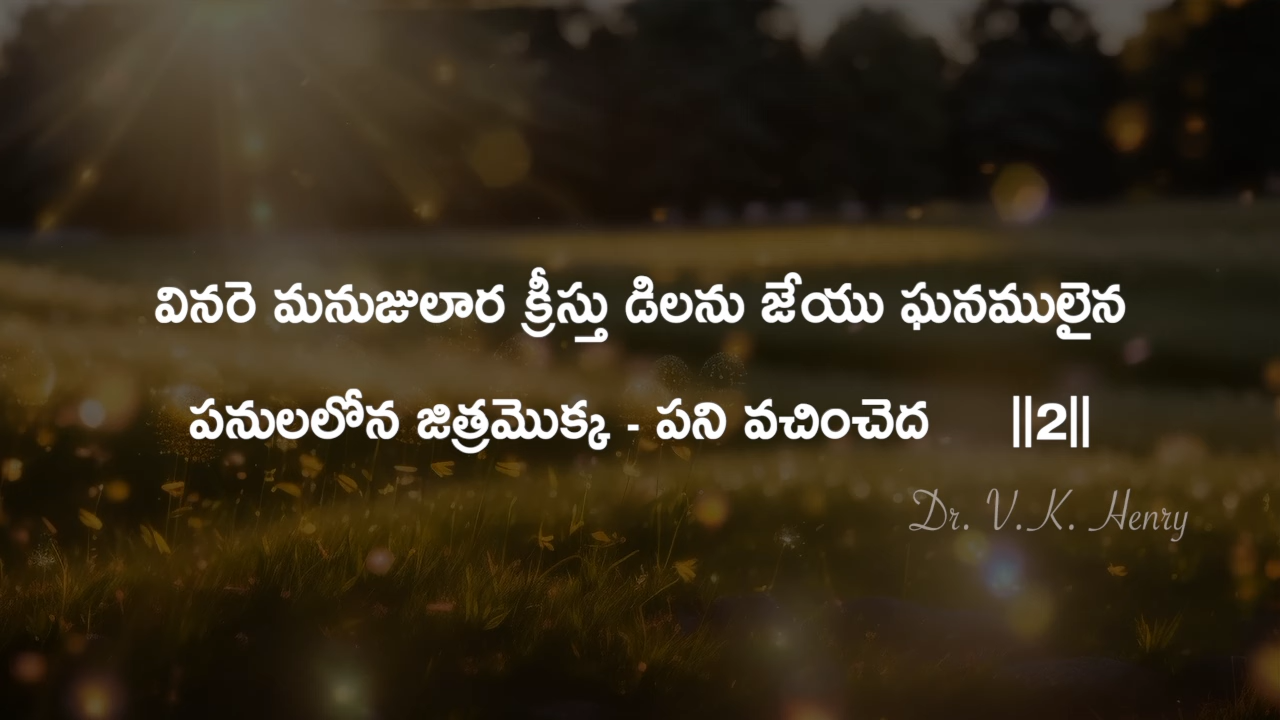 వినరె మనుజులార క్రీస్తు డిలను జేయు ఘనములైన
పనులలోన జిత్రమొక్క - పని వచించెద ||2||
Dr. V.K. Henry